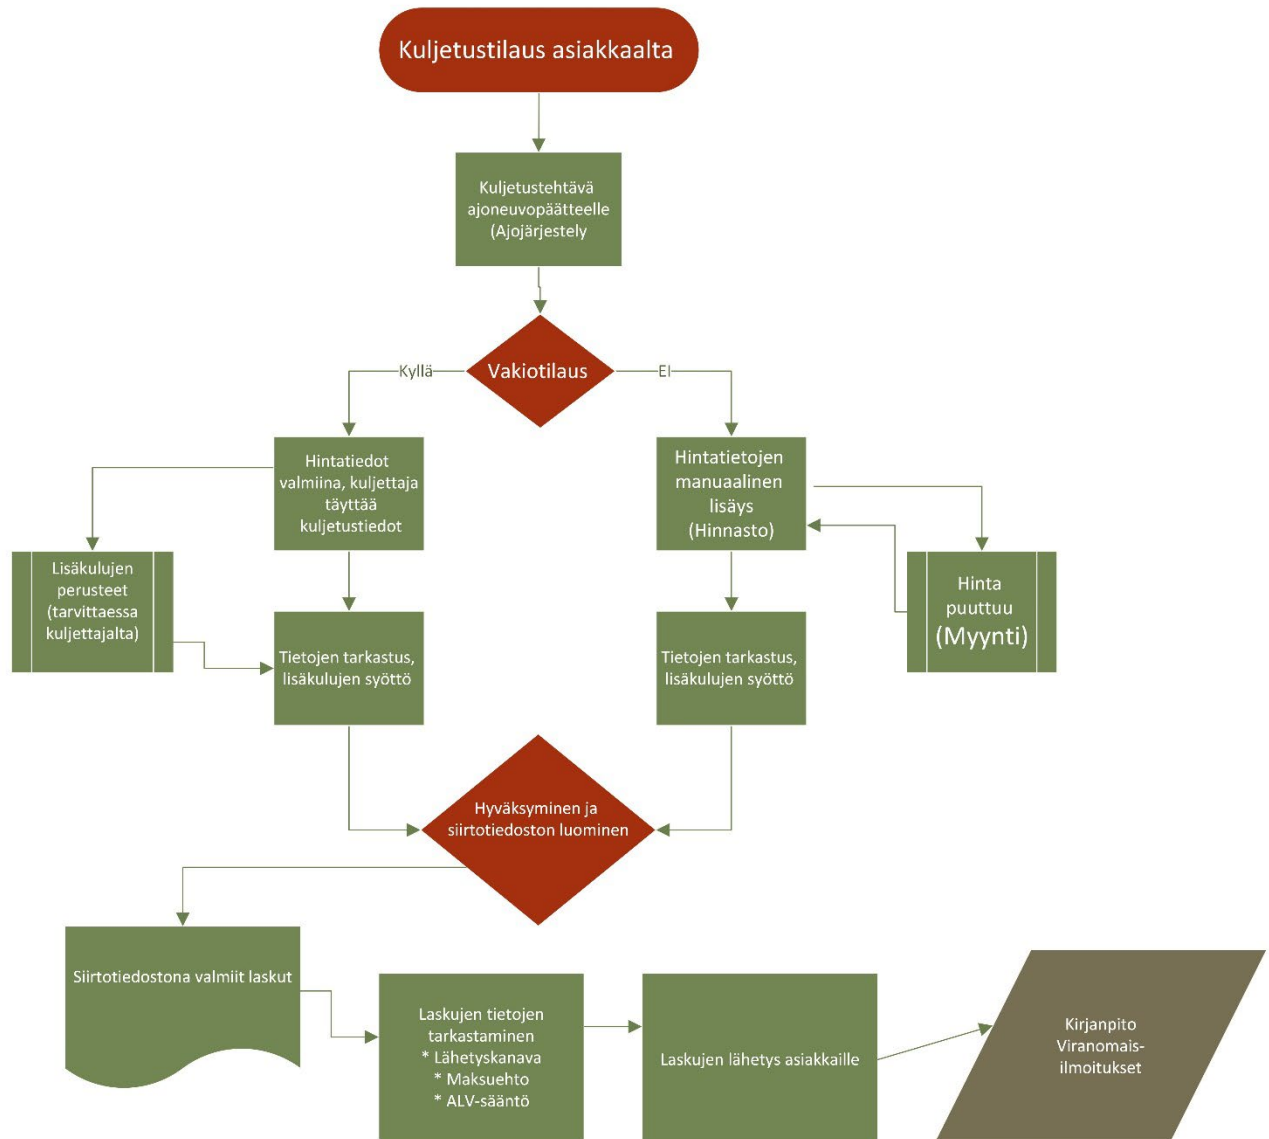 Kuljetustilaus asiakkaalta
Kuljetustehtävä
ajoneuvopäätteelle
(Ajojärjestely
Vakiotilaus
Kyllä
EI
Hintatiedot
valmiina, kuljettaja
täyttää
kuljetustiedot
Hintatietojen
manuaalinen
lisäys
(Hinnasto)
Lisäkulujen
perusteet
(tarvittaessa
kuljettajalta)
Hinta
puuttuu
(Myynti)
Tietojen tarkastus,
lisäkulujen syöttö
Tietojen tarkastus,
lisäkulujen syöttö
Hyväksyminen ja
siirtotiedoston luominen
Siirtotiedostona valmiit laskut
Laskujen tietojen
tarkastaminen
* Lähetyskanava
* Maksuehto
* ALV-sääntö
Laskujen lähetys asiakkaille
Kirjanpito
Viranomais-
ilmoitukset